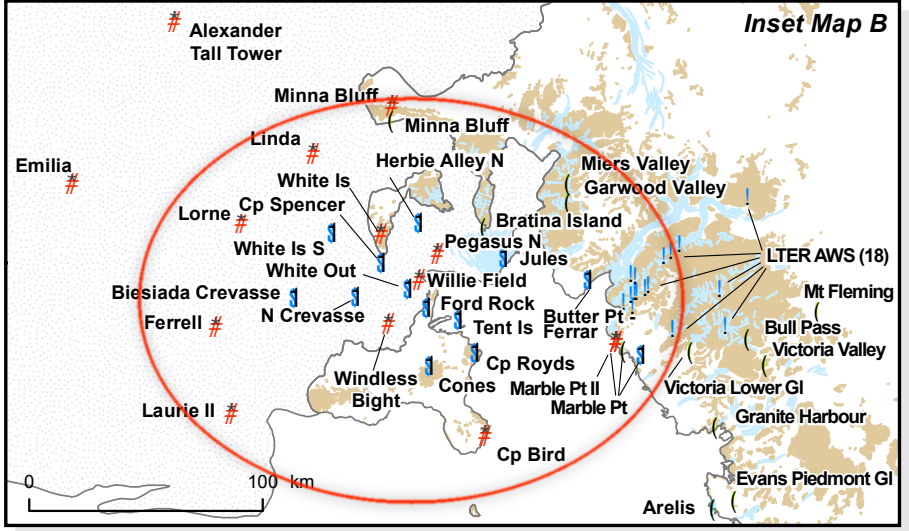 Inset Map B
Alexander
Tall Tower
Minna Bluff
Minna Bluff
Linda
Herbie Alley N
Emilia
White Is
Miers Valley
Garwood Valley
Cp Spencer
Lorne
Bratina Island
White Is S
Pegasus N.
Jules
LTER AWS (18)
White Out
Willie Field
Biesiada Crevasse
Mt Fleming
N Crevasse
Ford Rock
Butter Pt
Ferrell
Tent Is
Ferrar
Bull Pass
Victoria Valley
Cp Royds
Windless
Bight
Cones
Marble Pt II
Victoria Lower Gl
Marble Pt
Laurie II
Granite Harbour
Cp Bird
0
100 km
Evans Piedmont Gl
Arelis